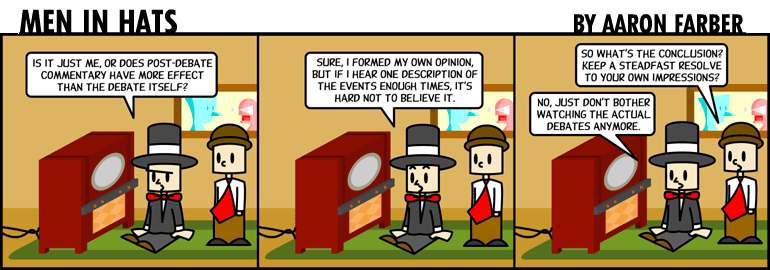 MEN IN HATS
BY AARON FARBER
IS IT JUST ME, OR DOES POST-DEBATE
COMMENTARY HAVE MORE EFFECT
THAN THE DEBATE ITSELF?
SURE, I FORMED MY OWN OPINION,
BUT IF I HEAR ONE DESCRIPTION OF
THE EVENTS ENOUGH TIMES, IT'S
HARD NOT TO BELIEVE IT.
SO WHAT'S THE CONCLUSION?
KEEP A STEADFAST RESOLVE
TO YOUR OWN IMPRESSIONS?
NO, JUST DON'T BOTHER
WATCHING THE ACTUAL
DEBATES ANYMORE.